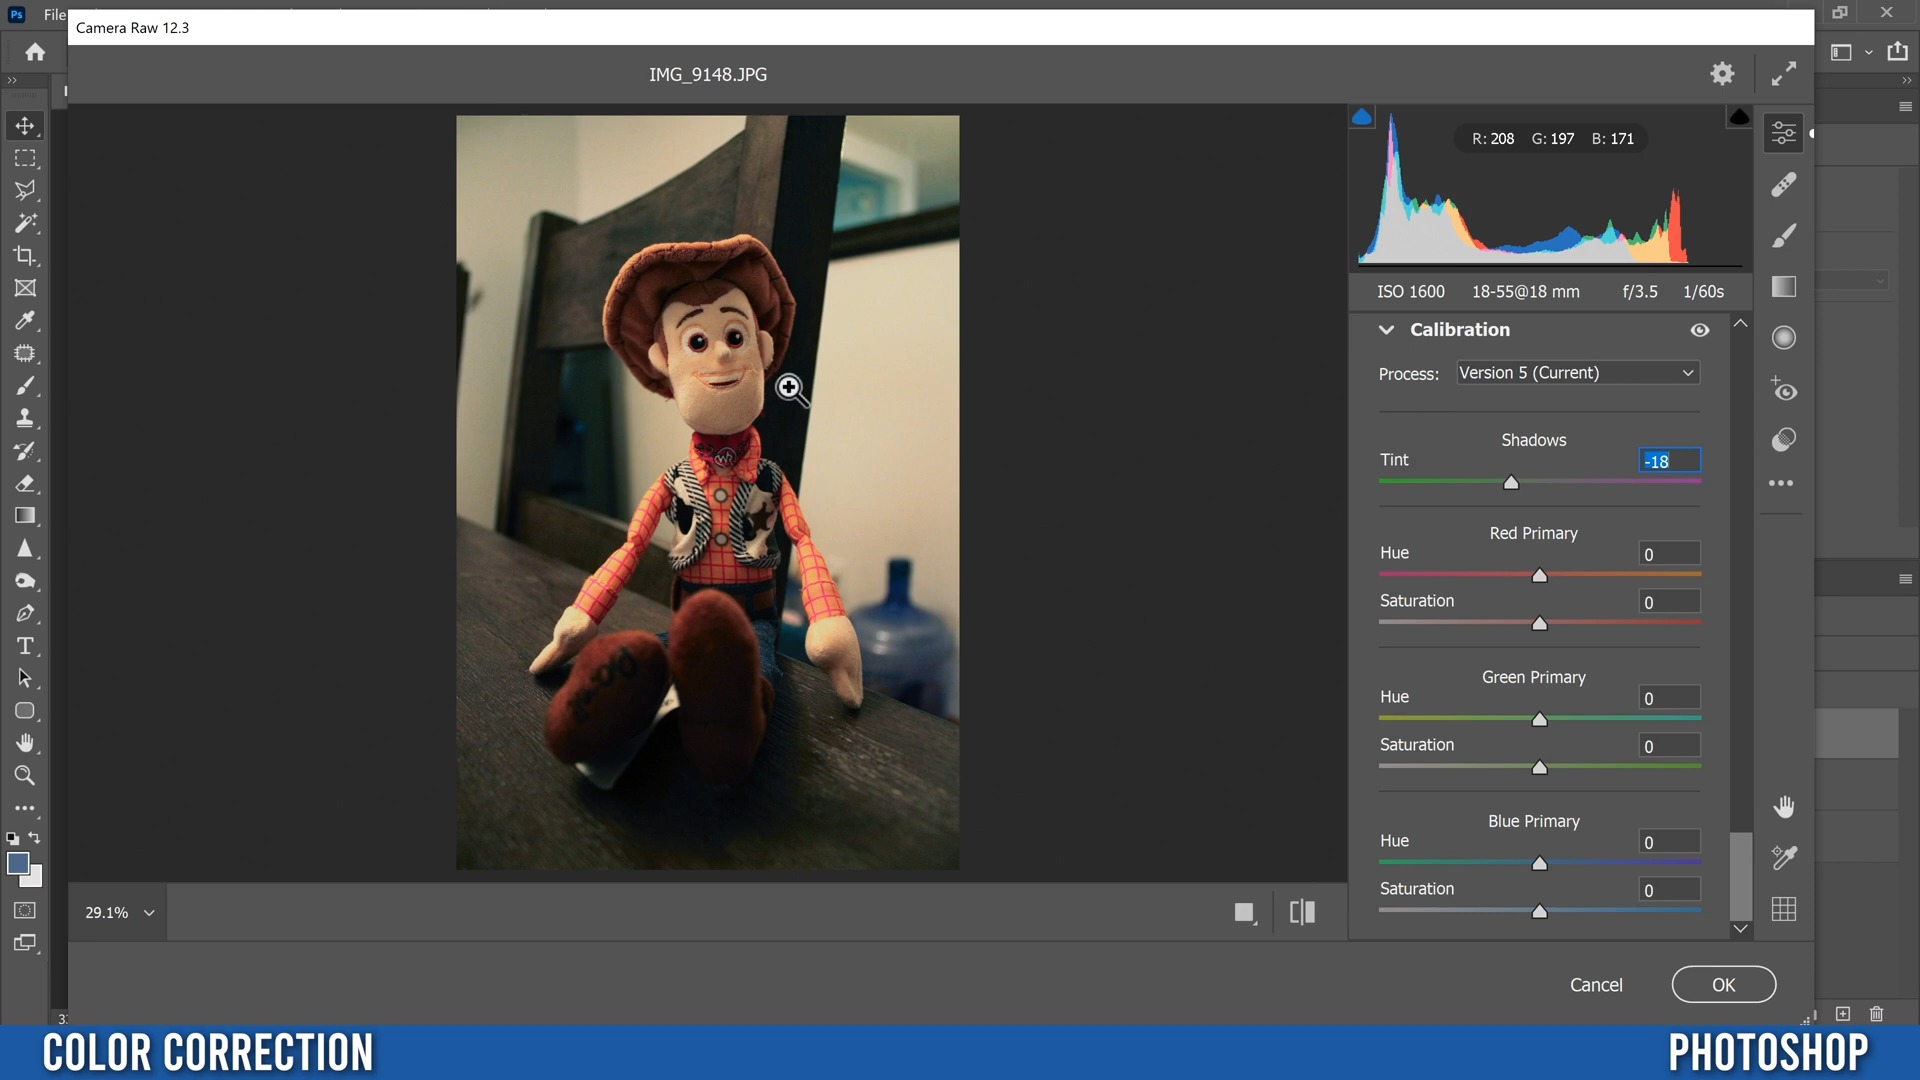 Ps File
Camera Raw 12.3
IMG_9148.JPG
R: 208 G: 197 B: 171
ISO 1600 18-55@18 mm f/3.5 1/60s
Calibration
Process: Version 5 (Current)
Shadows
Tint -18
Red Primary
Hue 0
Saturation 0
Green Primary
Hue 0
Saturation 0
Blue Primary
Hue 0
Saturation 0
29.1%
Cancel OK
COLOR CORRECTION PHOTOSHOP